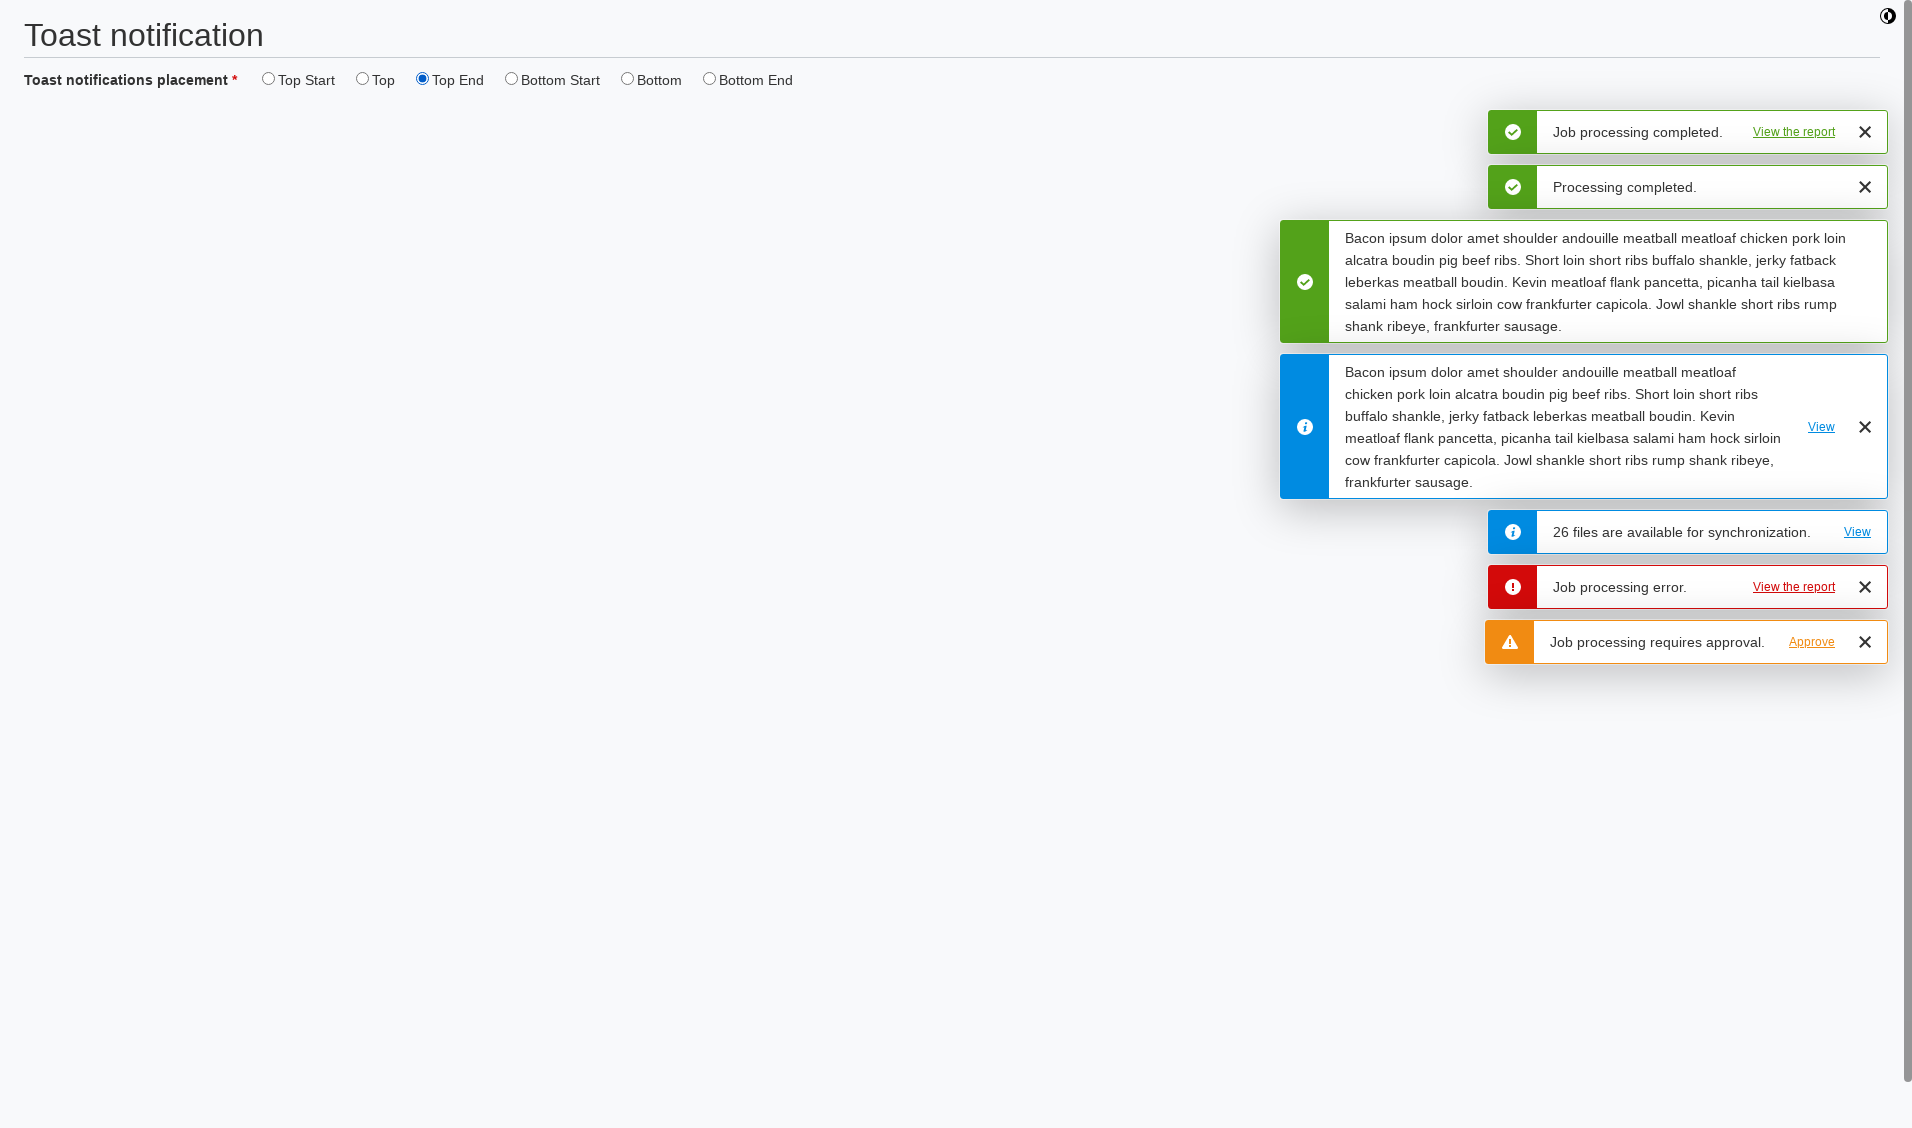 Toast notification
Toast notifications placement * Top Start Top Top End Bottom Start Bottom Bottom End
Job processing completed. View the report
Processing completed.
Bacon ipsum dolor amet shoulder andouille meatball meatloaf chicken pork loin
alcatra boudin pig beef ribs. Short loin short ribs buffalo shankle, jerky fatback
leberkas meatball boudin. Kevin meatloaf flank pancetta, picanha tail kielbasa
salami ham hock sirloin cow frankfurter capicola. Jowl shankle short ribs rump
shank ribeye, frankfurter sausage.
Bacon ipsum dolor amet shoulder andouille meatball meatloaf
chicken pork loin alcatra boudin pig beef ribs. Short loin short ribs
buffalo shankle, jerky fatback leberkas meatball boudin. Kevin
meatloaf flank pancetta, picanha tail kielbasa salami ham hock sirloin
cow frankfurter capicola. Jowl shankle short ribs rump shank ribeye,
frankfurter sausage.
View
26 files are available for synchronization. View
Job processing error. View the report
Job processing requires approval. Approve